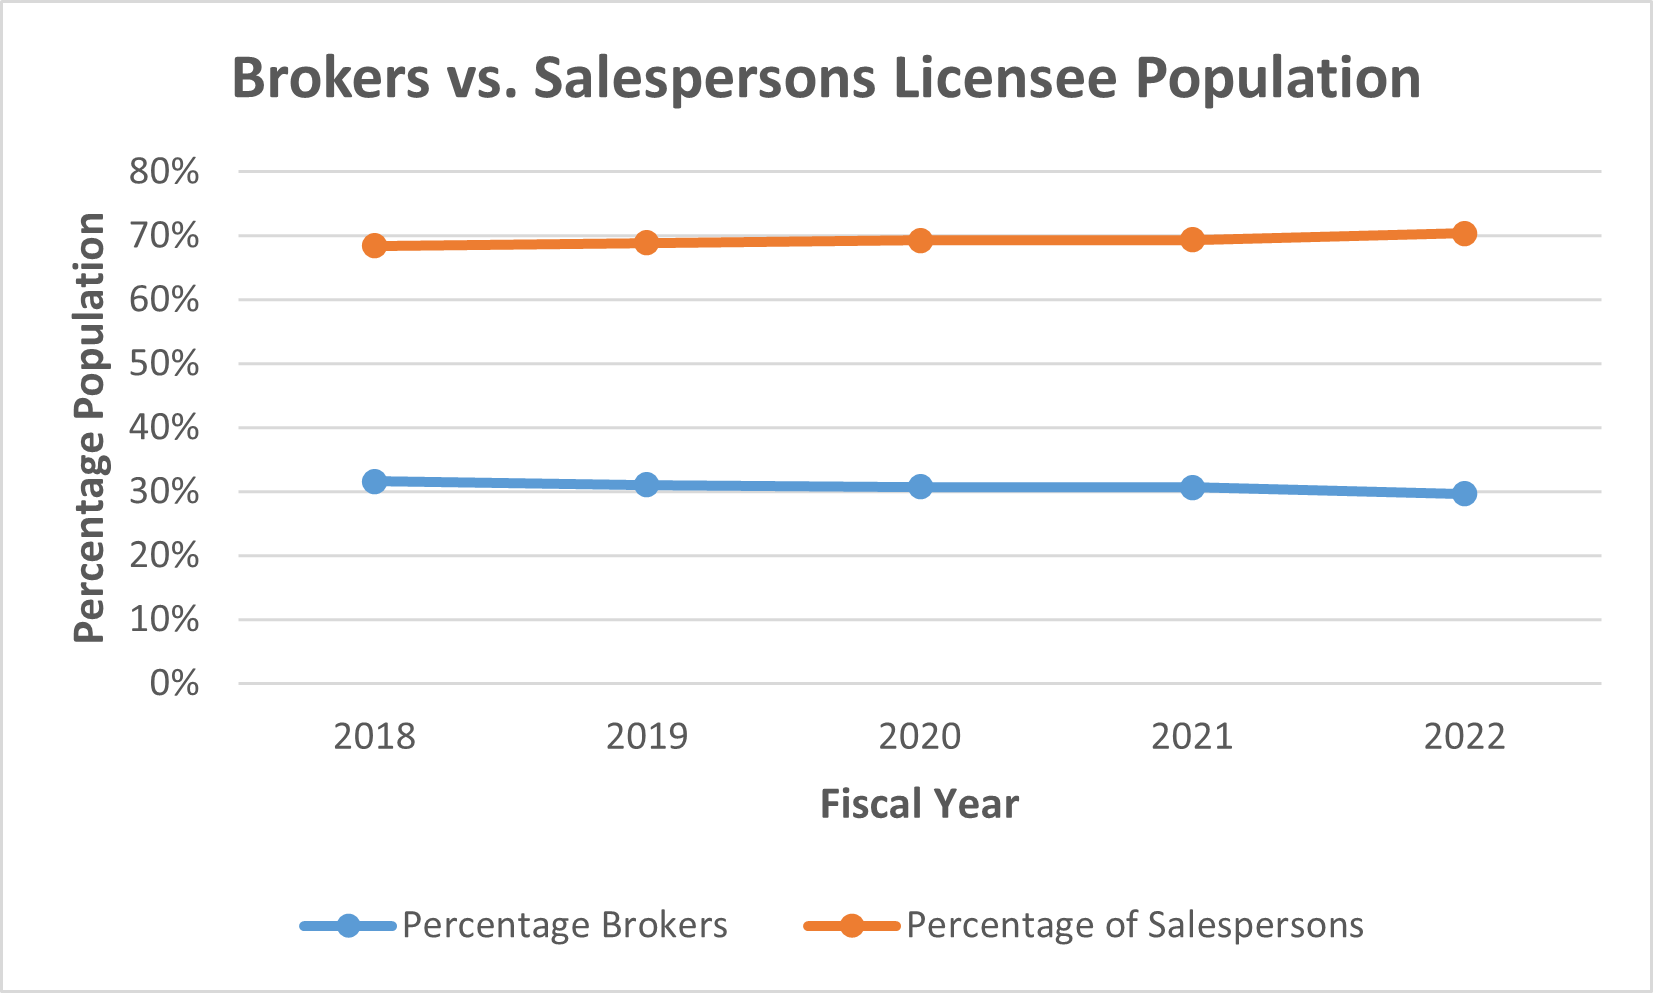 Brokers vs. Salespersons Licensee Population
80%
70%
60%
50%
40%
30%
20%
10%
0%
Percentage Population
2018 2019 2020 2021 2022
Fiscal Year
Percentage Brokers Percentage of Salespersons